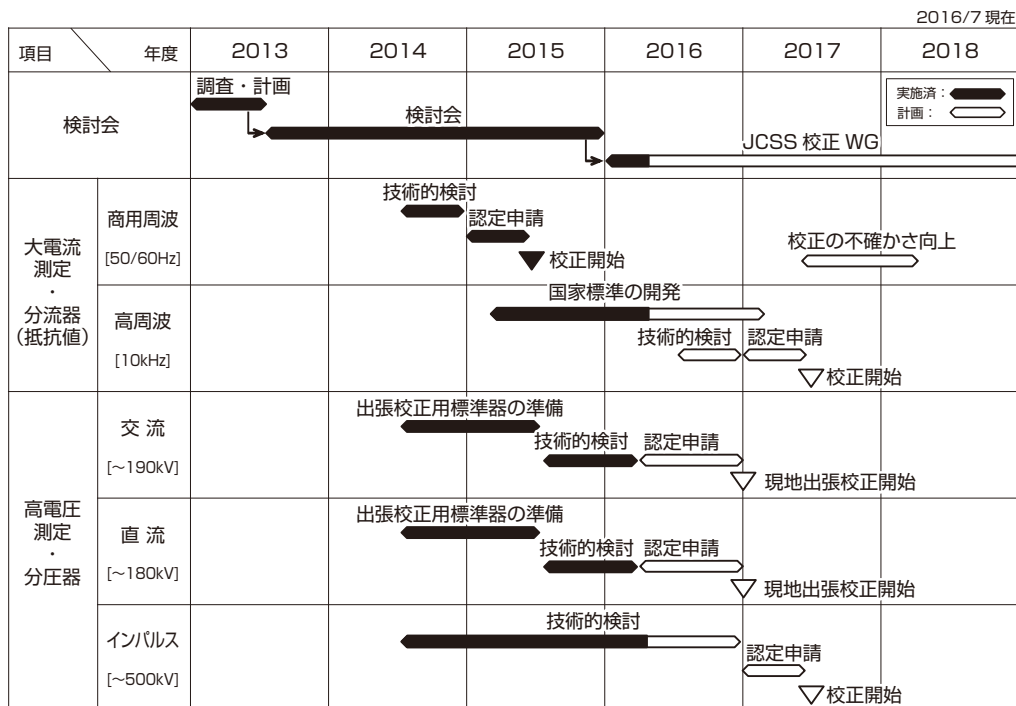 2016/7 現在
項目 年度 2013 2014 2015 2016 2017 2018
検討会
調査・計画
検討会
JCSS 校正 WG
実施済：
計画：
大電流
測定
・
分流器
（抵抗値）
商用周波
[50/60Hz]
技術的検討
認定申請
校正開始
校正の不確かさ向上
高周波
[10kHz]
国家標準の開発
技術的検討 認定申請
校正開始
高電圧
測定
・
分圧器
交流
[～190kV]
出張校正用標準器の準備
技術的検討 認定申請
現地出張校正開始
直流
[～180kV]
出張校正用標準器の準備
技術的検討 認定申請
現地出張校正開始
インパルス
[～500kV]
技術的検討
認定申請
校正開始